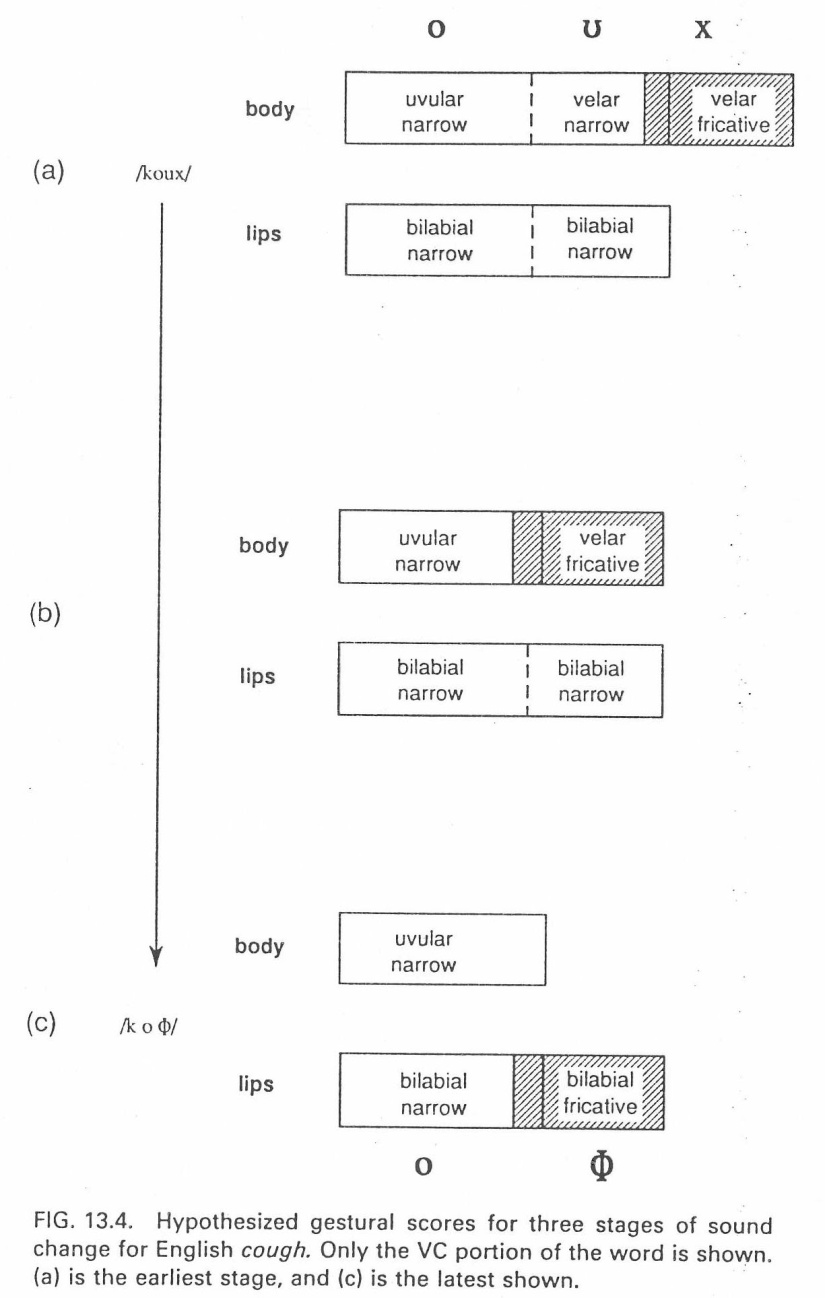 o ʊ x
body
uvular velar velar
narrow narrow fricative
(a) /koux/
lips
bilabial bilabial
narrow narrow
body
uvular velar
narrow fricative
(b)
lips
bilabial bilabial
narrow narrow
body
uvular
narrow
(c) /k o Φ/
lips
bilabial bilabial
narrow fricative
o Φ
FIG. 13.4. Hypothesized gestural scores for three stages of sound
change for English cough. Only the VC portion of the word is shown.
(a) is the earliest stage, and (c) is the latest shown.